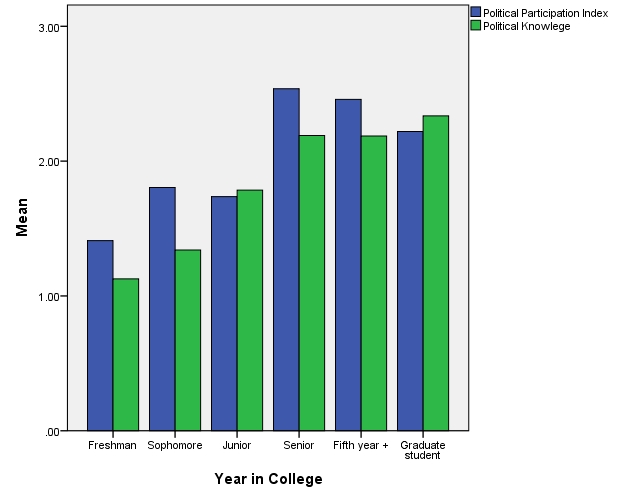 Political Participation Index
Political Knowlege
3.00
2.00
1.00
.00
Mean
Freshman
Sophomore
Junior
Senior
Fifth year +
Graduate
student
Year in College